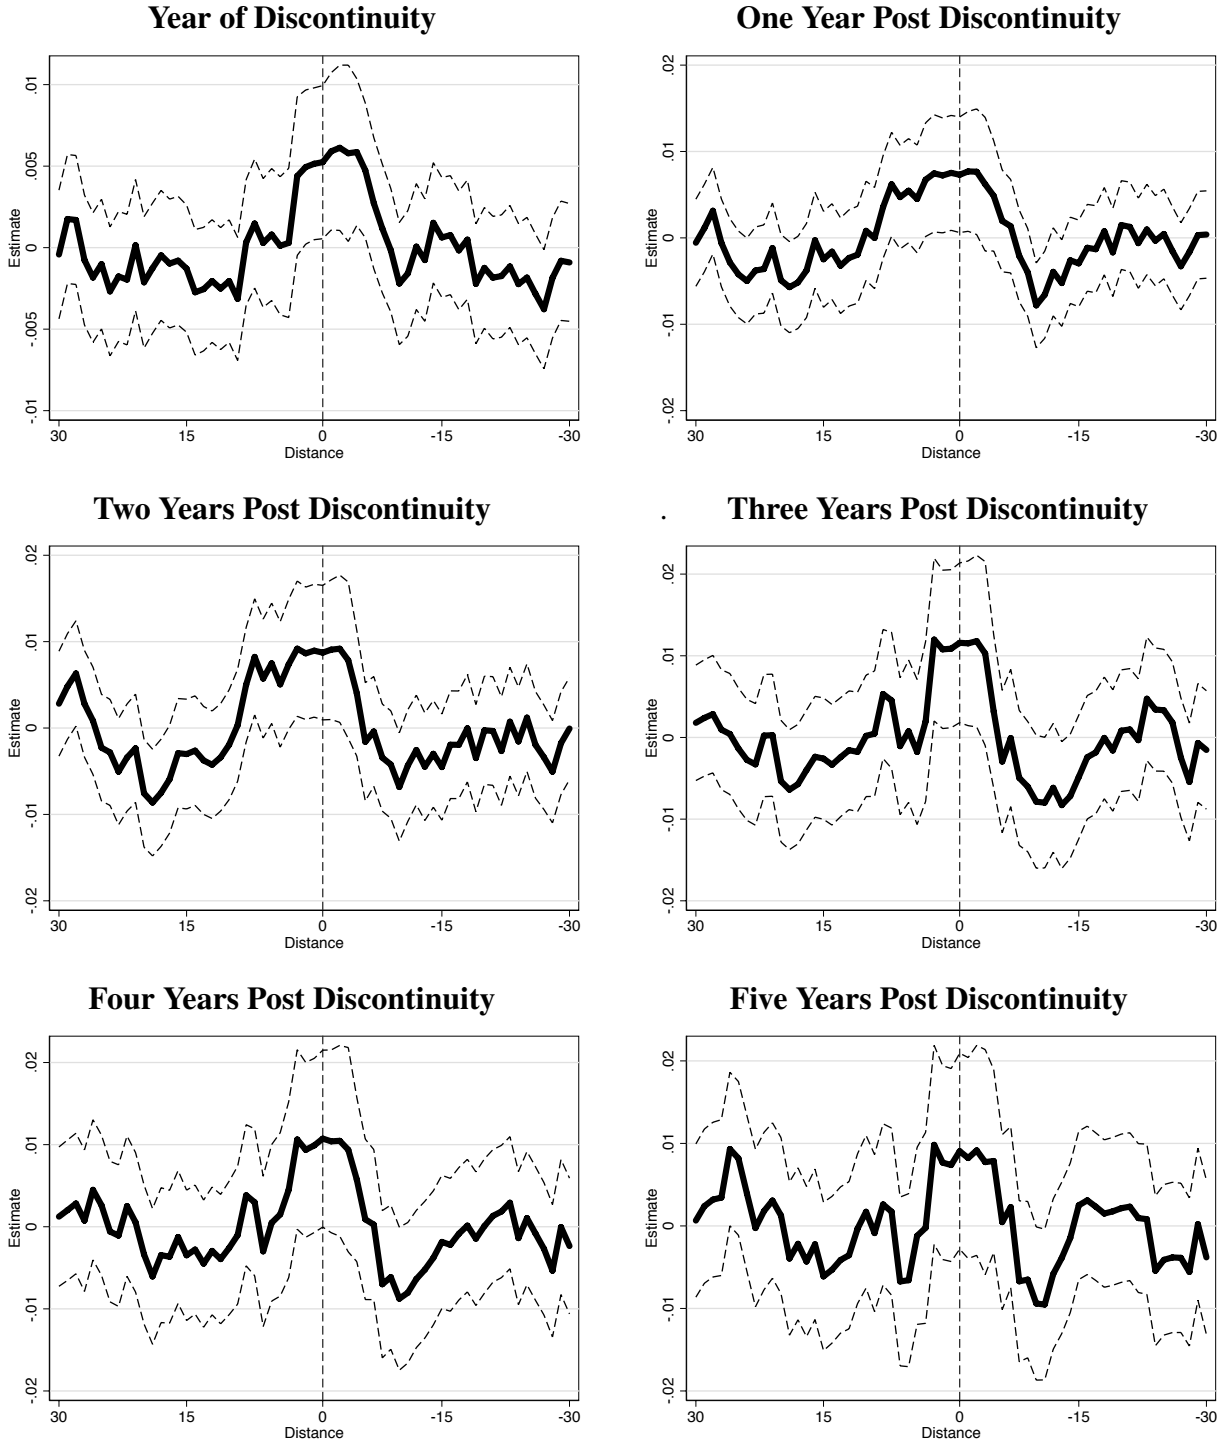 Year of Discontinuity
.01
.005
0
-.005
-.01
Estimate
30 15 0 -15 -30
Distance
One Year Post Discontinuity
.02
.01
0
-.01
-.02
Estimate
30 15 0 -15 -30
Distance
Two Years Post Discontinuity
.02
.01
0
-.01
-.02
Estimate
30 15 0 -15 -30
Distance
. Three Years Post Discontinuity
.02
.01
0
-.01
-.02
Estimate
30 15 0 -15 -30
Distance
Four Years Post Discontinuity
.02
.01
0
-.01
-.02
Estimate
30 15 0 -15 -30
Distance
Five Years Post Discontinuity
.02
.01
0
-.01
-.02
Estimate
30 15 0 -15 -30
Distance